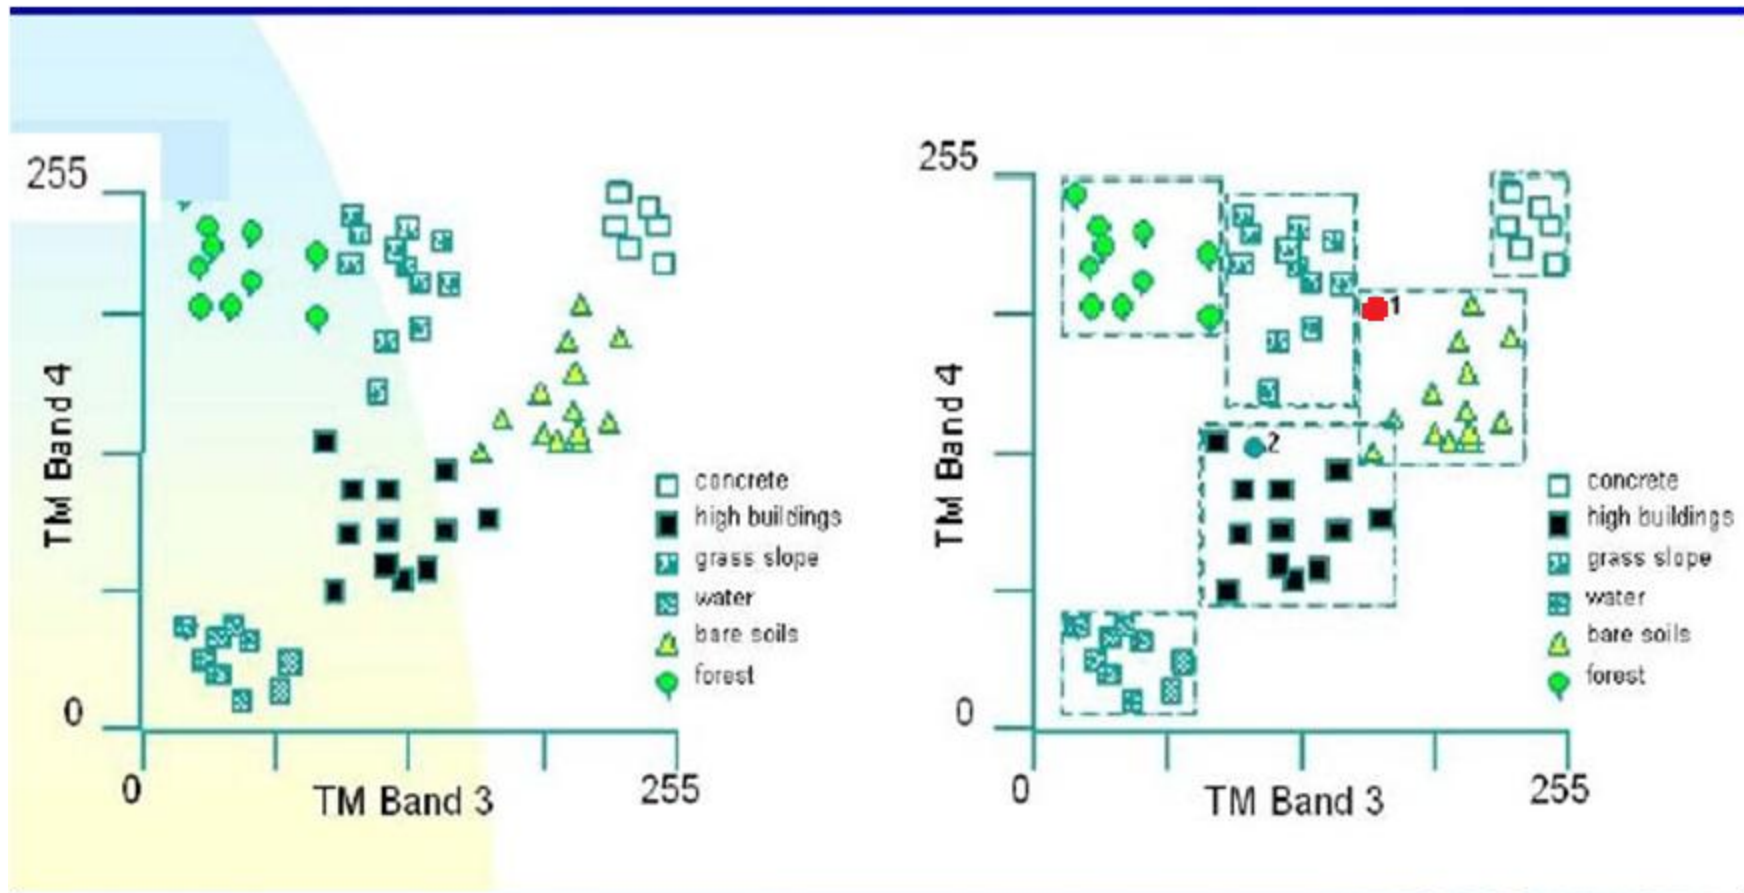 255
TM Band 4
0
0
TM Band 3
255
concrete
high buildings
grass slope
water
bare soils
forest
255
TM Band 4
0
0
TM Band 3
255
1
2
concrete
high buildings
grass slope
water
bare soils
forest